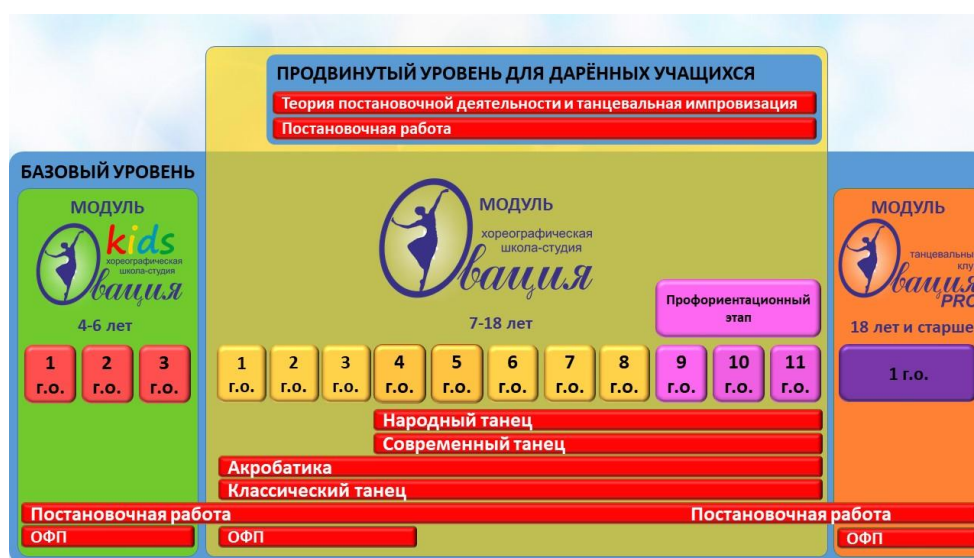 ПРОДВИНУТЫЙ УРОВЕНЬ ДЛЯ ДАРЁННЫХ УЧАЩИХСЯ
Теория постановочной деятельности и танцевальная импровизация
Постановочная работа
БАЗОВЫЙ УРОВЕНЬ
МОДУЛЬ
kids
хореографическая
школа-студия
Овация
4-6 лет
1 г.о.
2 г.о.
3 г.о.
МОДУЛЬ
хореографическая
школа-студия
Овация
7-18 лет
Профориентационный
этап
1 г.о.
2 г.о.
3 г.о.
4 г.о.
5 г.о.
6 г.о.
7 г.о.
8 г.о.
9 г.о.
10 г.о.
11 г.о.
МОДУЛЬ
танцевальны
клу
Овация
PRO
18 лет и старше
1 г.о.
Народный танец
Современный танец
Акробатика
Классический танец
Постановочная работа
Постановочная работа
ОФП
ОФП
ОФП